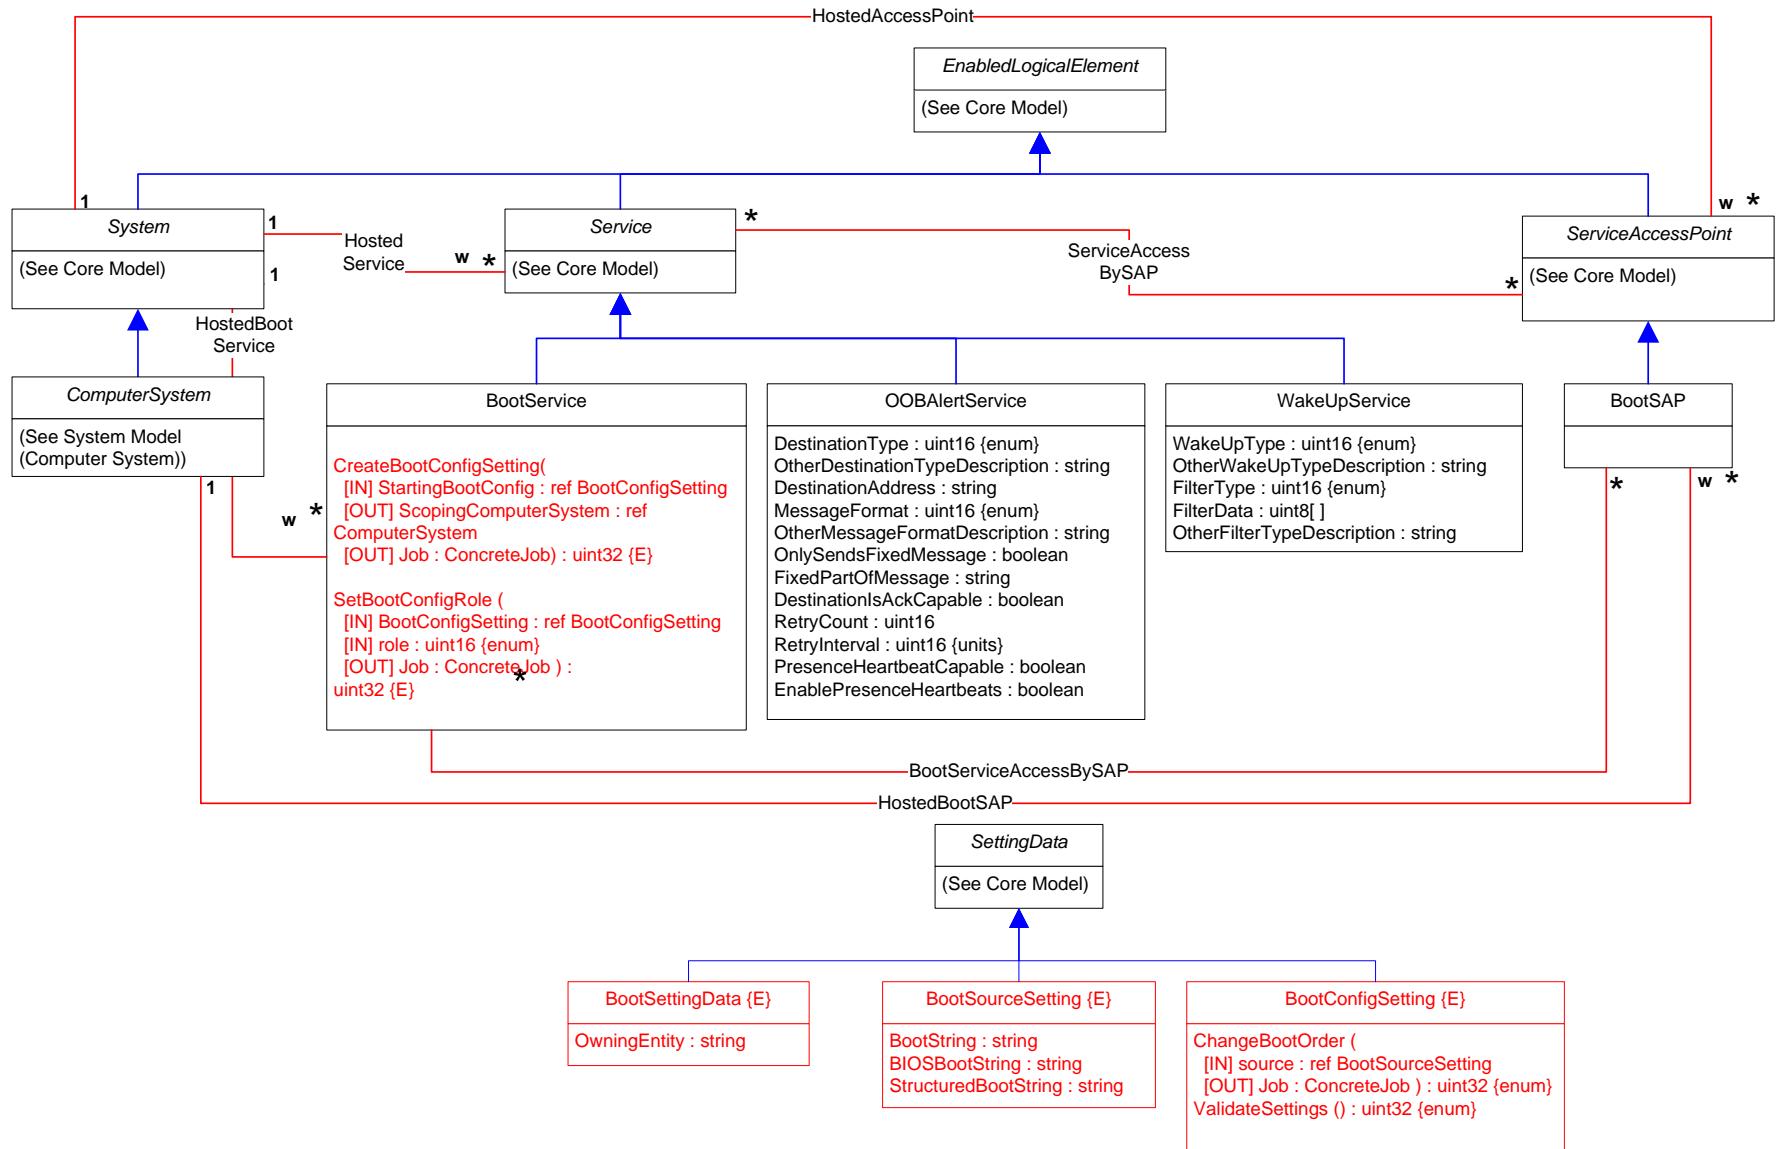 HostedAccessPoint
EnabledLogicalElement
(See Core Model)
1
w *
System
(See Core Model)
1
1
Hosted
Service
w *
Service
(See Core Model)
*
ServiceAccess
BySAP
*
ServiceAccessPoint
(See Core Model)
HostedBoot
Service
ComputerSystem
(See System Model
(Computer System))
1
w *
BootService
CreateBootConfigSetting(
[IN] StartingBootConfig : ref BootConfigSetting
[OUT] ScopingComputerSystem : ref
ComputerSystem
[OUT] Job : ConcreteJob) : uint32 {E}
SetBootConfigRole (
[IN] BootConfigSetting : ref BootConfigSetting
[IN] role : uint16 {enum}
[OUT] Job : ConcreteJob ) :
uint32 {E}
*
OOBAlertService
DestinationType : uint16 {enum}
OtherDestinationTypeDescription : string
DestinationAddress : string
MessageFormat : uint16 {enum}
OtherMessageFormatDescription : string
OnlySendsFixedMessage : boolean
FixedPartOfMessage : string
DestinationIsAckCapable : boolean
RetryCount : uint16
RetryInterval : uint16 {units}
PresenceHeartbeatCapable : boolean
EnablePresenceHeartbeats : boolean
WakeUpService
WakeUpType : uint16 {enum}
OtherWakeUpTypeDescription : string
FilterType : uint16 {enum}
FilterData : uint8[ ]
OtherFilterTypeDescription : string
BootSAP
*
w *
BootServiceAccessBySAP
HostedBootSAP
SettingData
(See Core Model)
BootSettingData {E}
OwningEntity : string
BootSourceSetting {E}
BootString : string
BIOSBootString : string
StructuredBootString : string
BootConfigSetting {E}
ChangeBootOrder (
[IN] source : ref BootSourceSetting
[OUT] Job : ConcreteJob ) : uint32 {enum}
ValidateSettings () : uint32 {enum}